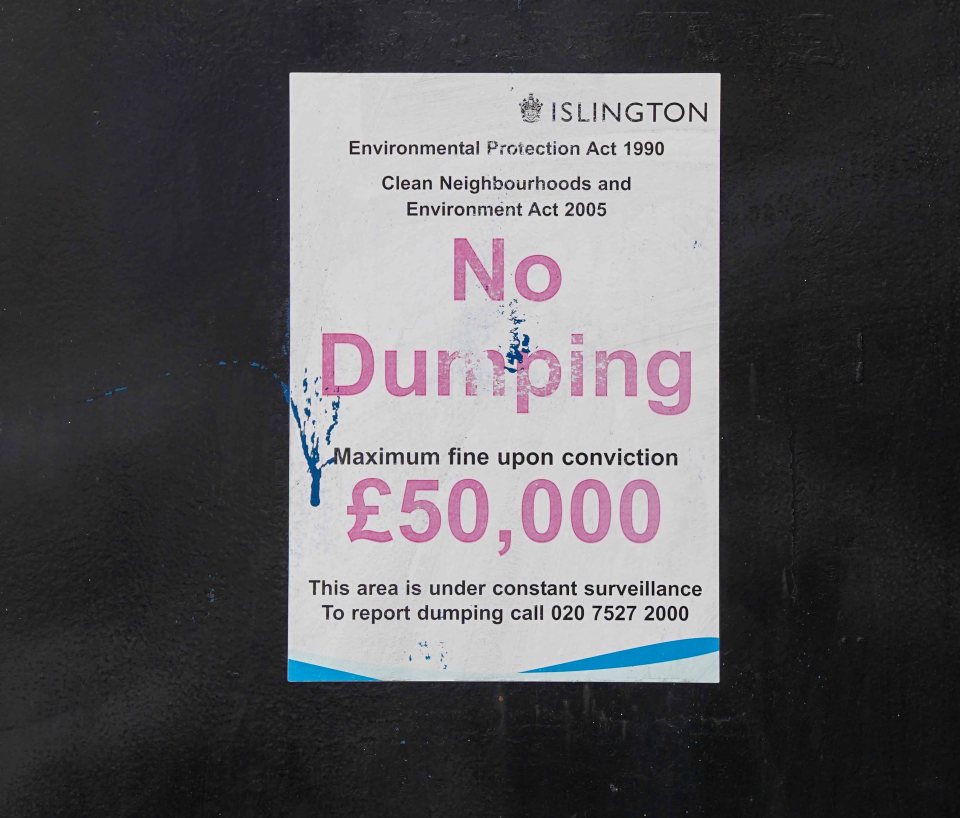 ISLINGTON
Environmental Protection Act 1990
Clean Neighbourhoods and
Environment Act 2005
No
Dumping
Maximum fine upon conviction
£50,000
This area is under constant surveillance
To report dumping call 020 7527 2000